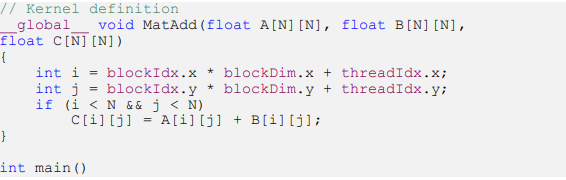 // Kernel definition
__global__ void MatAdd(float A[N][N], float B[N][N],
float C[N][N])
{
    int i = blockIdx.x * blockDim.x + threadIdx.x;
    int j = blockIdx.y * blockDim.y + threadIdx.y;
    if (i < N && j < N)
        C[i][j] = A[i][j] + B[i][j];
}

int main()